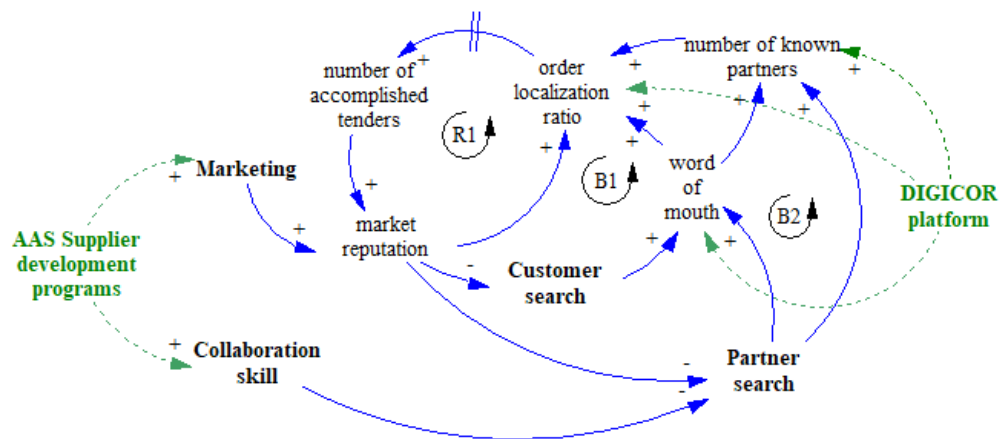 number of
accomplished
tenders
+
order
localization
ratio
+
+
+
+
number of known
partners
+
+
+
R1
B1
B2
Marketing
+
+
+
market
reputation
word
of
mouth
+
+
DIGICOR
platform
AAS Supplier
development
programs
-
Customer
search
+
Collaboration
skill
-
-
Partner
search